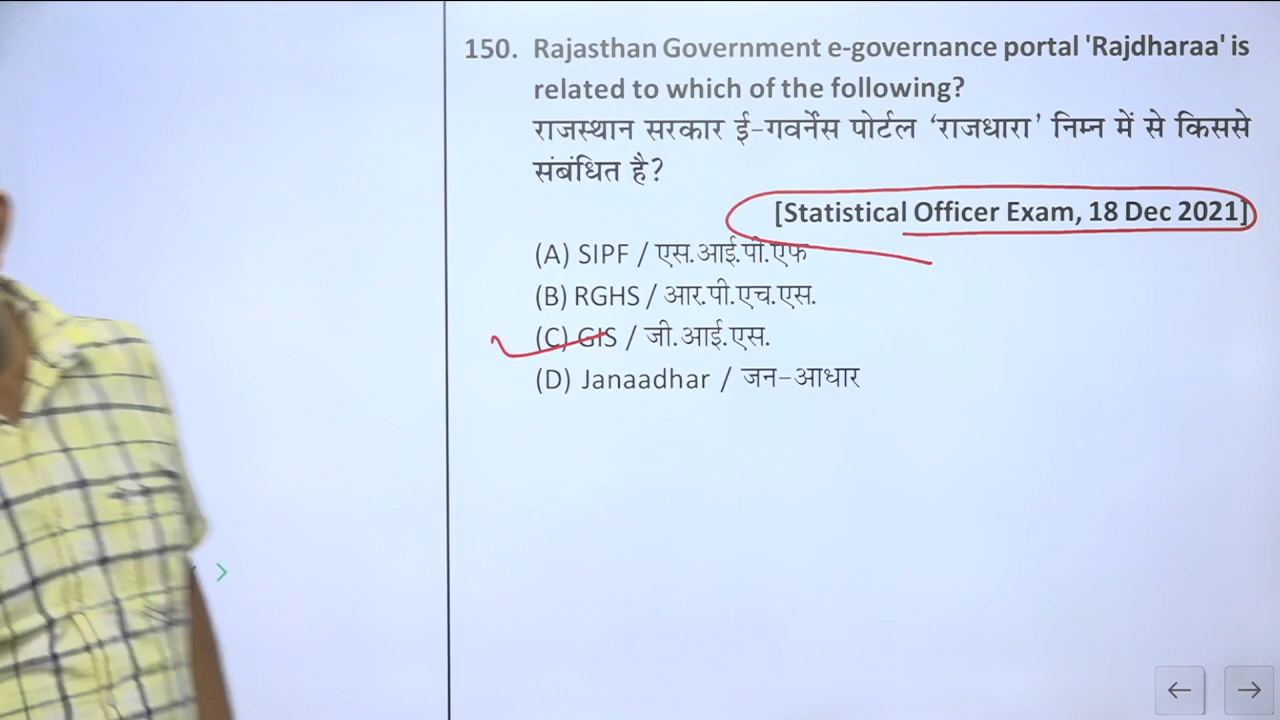 150. Rajasthan Government e-governance portal 'Rajdharaa' is
related to which of the following?
राजस्थान सरकार ई-गवर्नेंस पोर्टल ‘राजधारा’ निम्न में से किससे
संबंधित है?
[Statistical Officer Exam, 18 Dec 2021]
(A) SIPF / एस.आई.पी.एफ
(B) RGHS / आर.पी.एच.एस.
(C) GIS / जी.आई.एस.
(D) Janaadhar / जन-आधार